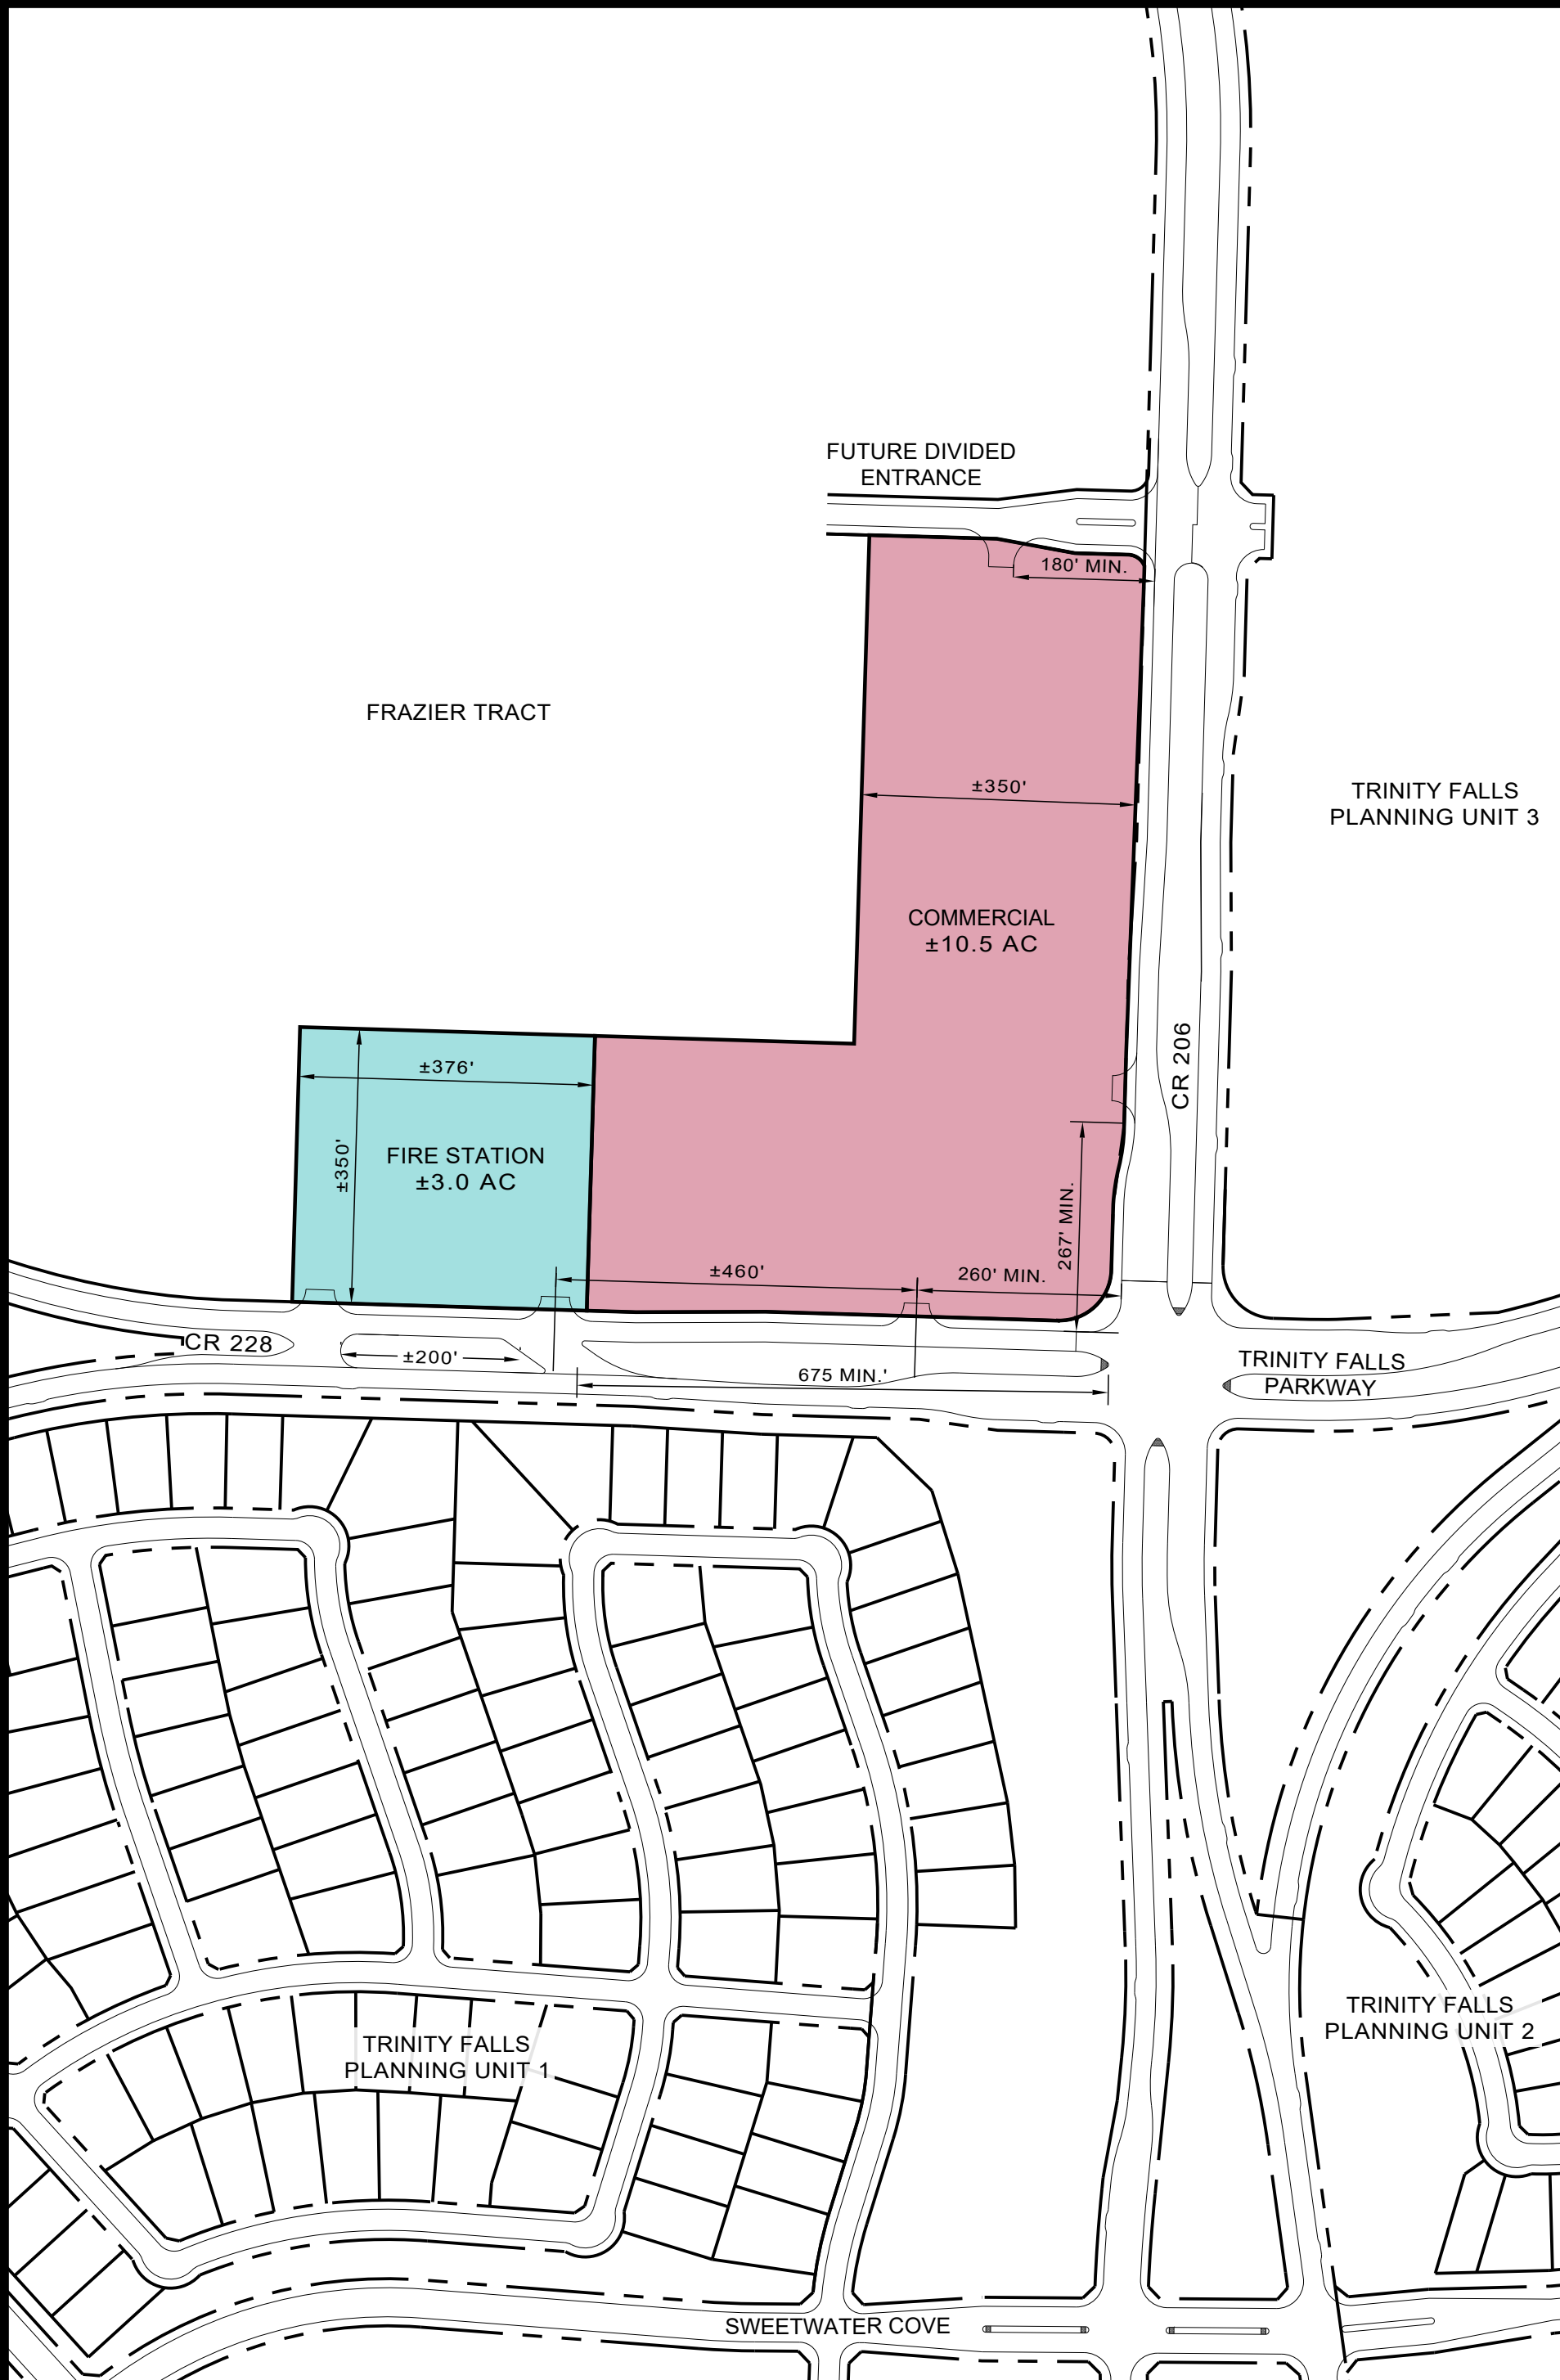 FUTURE DIVIDED
ENTRANCE
180' MIN.
FRAZIER TRACT
±350'
TRINITY FALLS
PLANNING UNIT 3
COMMERCIAL
±10.5 AC
CR 206
±376'
±350'
FIRE STATION
±3.0 AC
267' MIN.
±460'
260' MIN.
CR 228
±200'
675 MIN.'
TRINITY FALLS
PARKWAY
TRINITY FALLS
PLANNING UNIT 2
TRINITY FALLS
PLANNING UNIT 1
SWEETWATER COVE